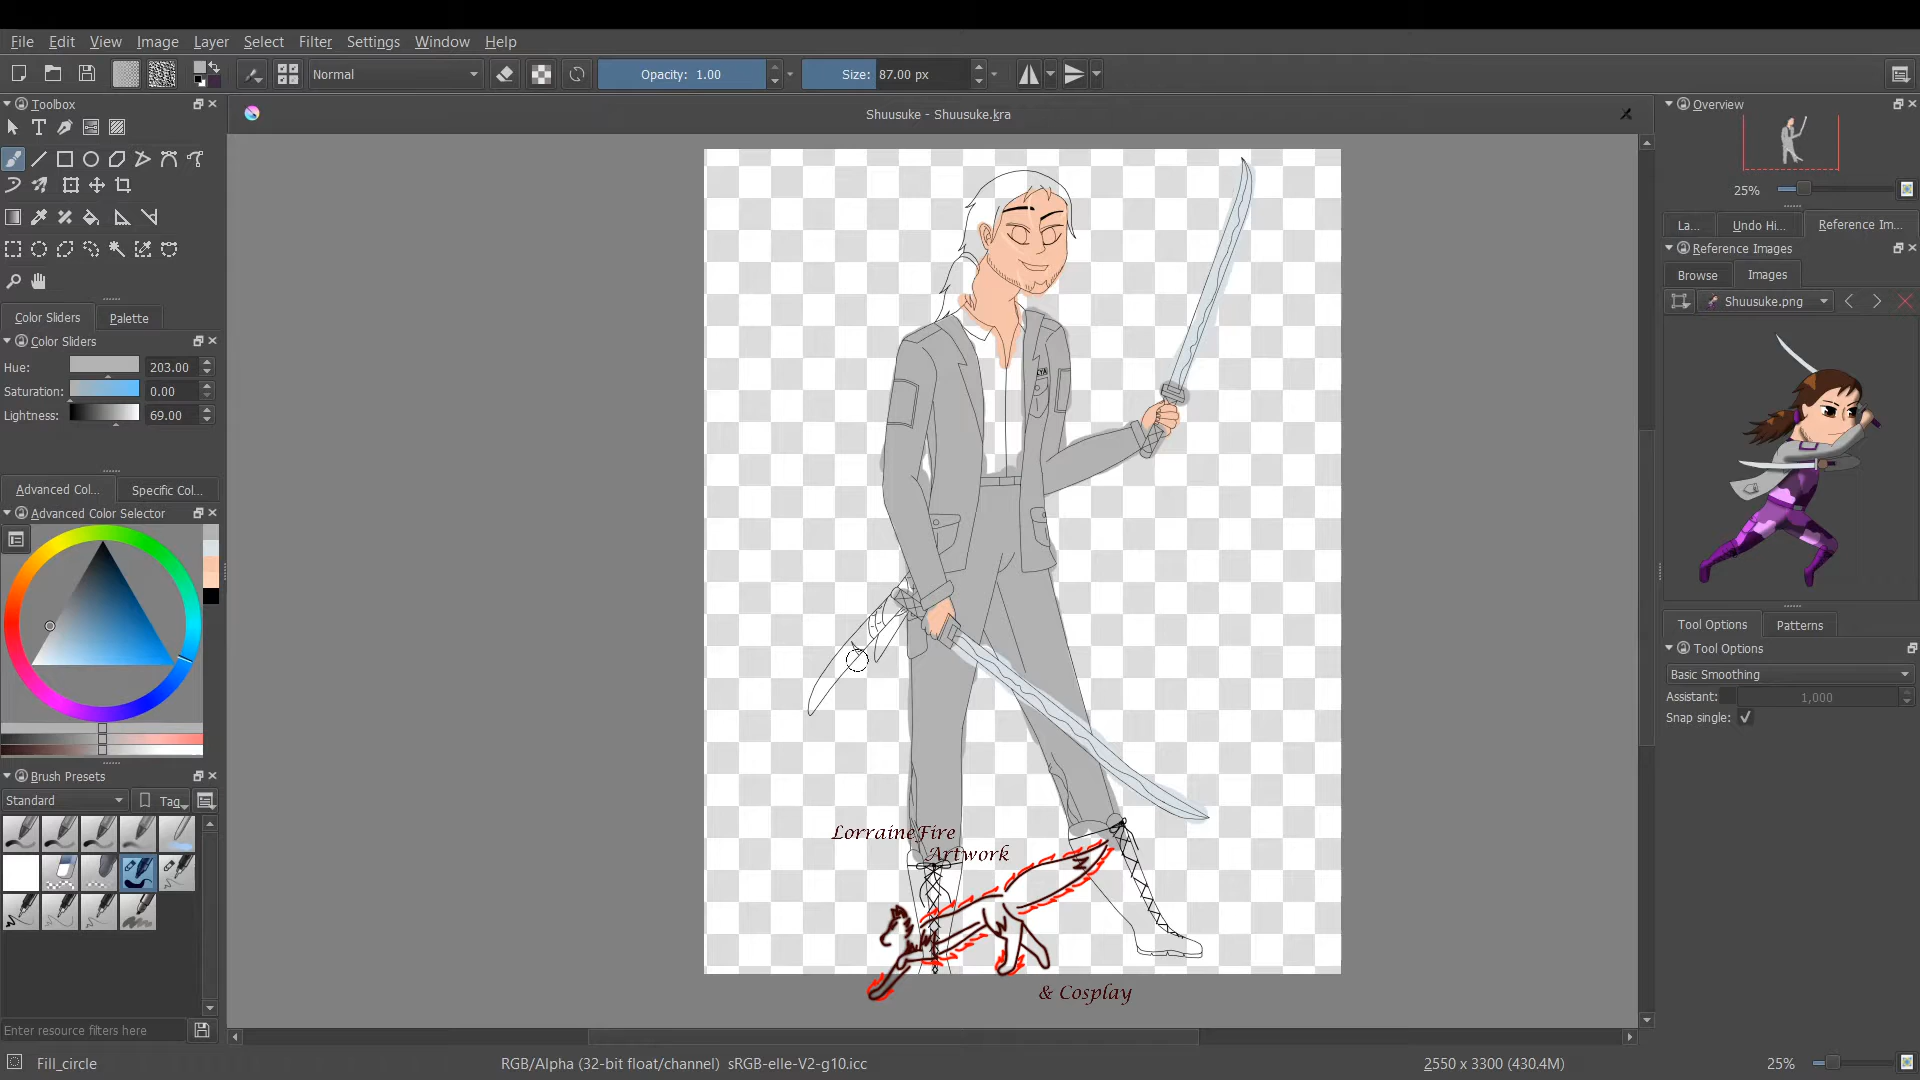 File Edit View Image Layer Select Filter Settings Window Help
Normal Opacity: 1.00 Size: 87.00 px
Toolbox
Shuusuke - Shuusuke.kra
Overview
25%
La... Undo Hi... Reference Im...
Reference Images
Browse Images
Shuusuke.png
Color Sliders Palette
Color Sliders
Hue: 203.00
Saturation: 0.00
Lightness: 69.00
Advanced Col... Specific Col...
Advanced Color Selector
Tool Options Patterns
Tool Options
Basic Smoothing
Assistant: 1,000
Snap single:
Brush Presets
Standard Tag
LorraineFire
Artwork
& Cosplay
Enter resource filters here
Fill_circle
RGB/Alpha (32-bit float/channel) sRGB-elle-V2-g10.icc
2550 x 3300 (430.4M)
25%